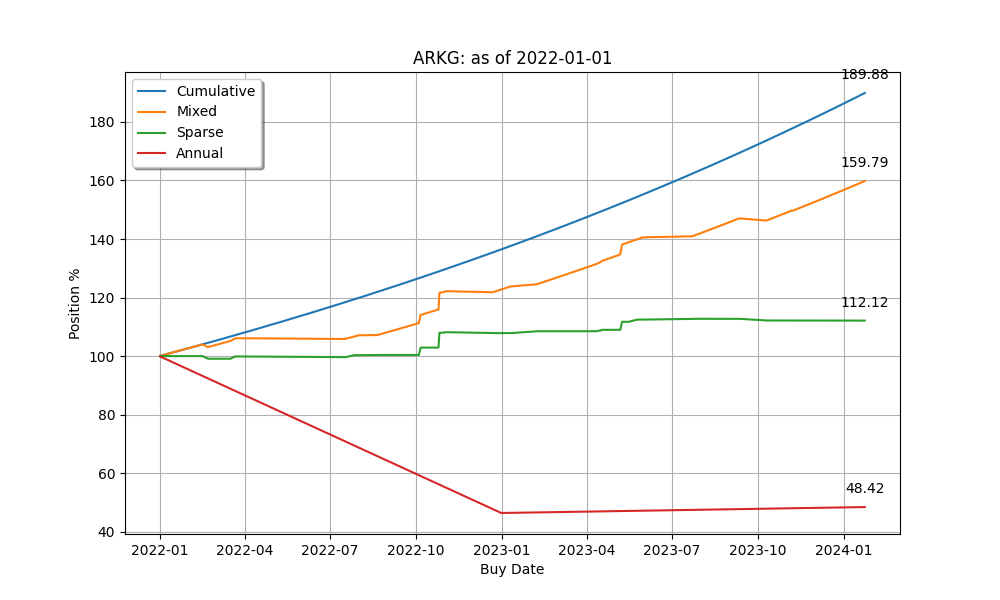 ARKG: as of 2022-01-01
189.88
Cumulative
Mixed
Sparse
Annual
159.79
112.12
48.42
180
160
140
120
100
80
60
40
Position %
2022-01 2022-04 2022-07 2022-10 2023-01 2023-04 2023-07 2023-10 2024-01
Buy Date